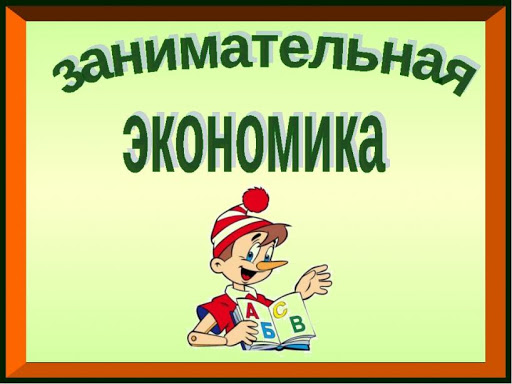 занимательная
экономика
А С
Б В